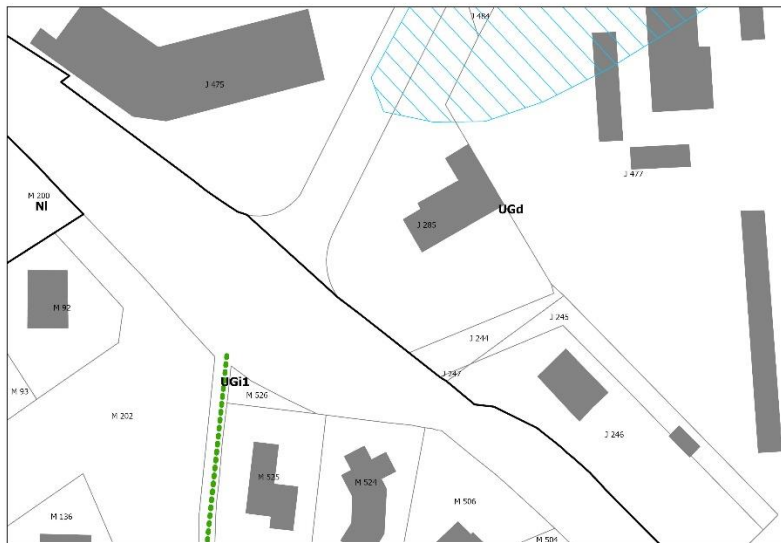 J 484
J 475
J 477
M 200
Nl
UGd
J 285
M 92
J 245
J 244
J 247
M 93
UGi1
M 526
M 202
J 246
M 525
M 524
M 506
M 136
M 504